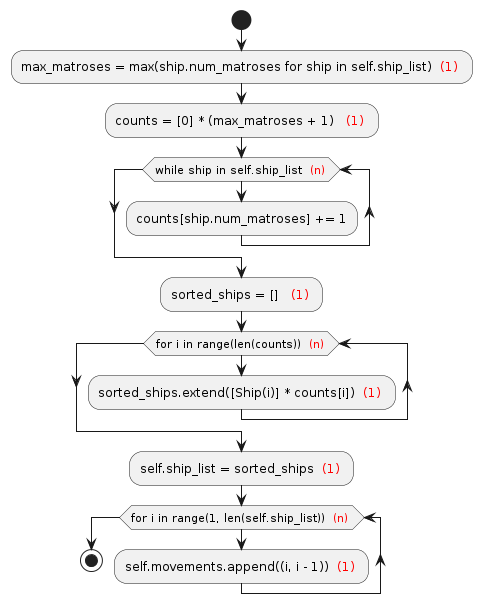 max_matroses = max(ship.num_matroses for ship in self.ship_list) (1)
counts = [0] * (max_matroses + 1) (1)
while ship in self.ship_list (n)
counts[ship.num_matroses] += 1
sorted_ships = [] (1)
for i in range(len(counts)) (n)
sorted_ships.extend([Ship(i)] * counts[i]) (1)
self.ship_list = sorted_ships (1)
for i in range(1, len(self.ship_list)) (n)
self.movements.append((i, i - 1)) (1)